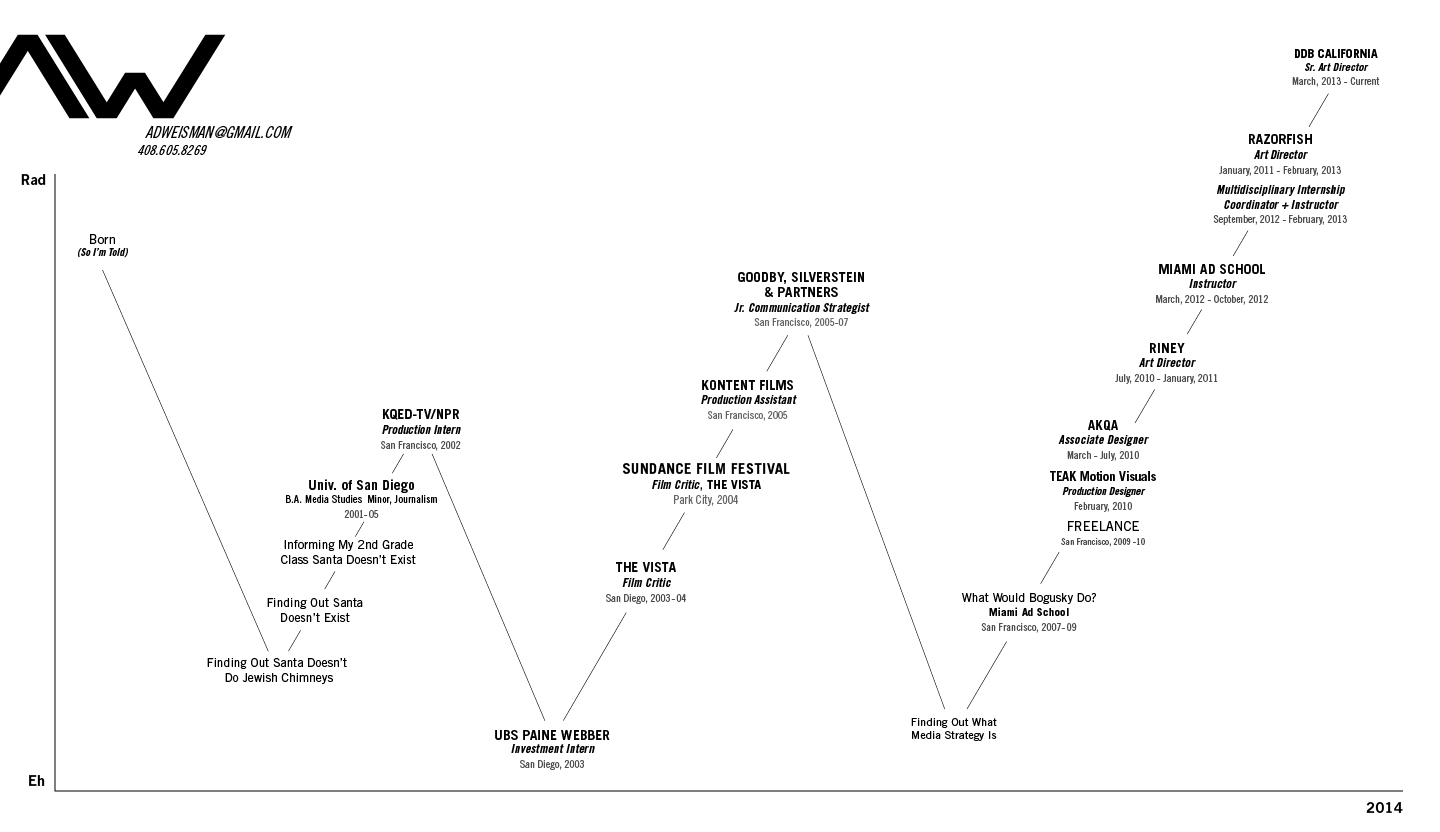 AW
ADWEISMAN@GMAIL.COM
408.605.8269
Rad
Born
(So I'm Told)
Finding Out Santa Doesn't
Do Jewish Chimneys
Finding Out Santa
Doesn't Exist
Informing My 2nd Grade
Class Santa Doesn't Exist
Univ. of San Diego
B.A. Media Studies Minor, Journalism
2001-05
KQED-TV/NPR
Production Intern
San Francisco, 2002
UBS PAINE WEBBER
Investment Intern
San Diego, 2003
THE VISTA
Film Critic
San Diego, 2003-04
SUNDANCE FILM FESTIVAL
Film Critic, THE VISTA
Park City, 2004
KONTENT FILMS
Production Assistant
San Francisco, 2005
GOODBY, SILVERSTEIN
& PARTNERS
Jr. Communication Strategist
San Francisco, 2005-07
Finding Out What
Media Strategy Is
What Would Bogusky Do?
Miami Ad School
San Francisco, 2007-09
FREELANCE
San Francisco, 2009 -10
TEAK Motion Visuals
Production Designer
February, 2010
AKQA
Associate Designer
March - July, 2010
RINEY
Art Director
July, 2010 - January, 2011
MIAMI AD SCHOOL
Instructor
March, 2012 - October, 2012
RAZORFISH
Art Director
January, 2011 - February, 2013
Multidisciplinary Internship
Coordinator + Instructor
September, 2012 - February, 2013
DDB CALIFORNIA
Sr. Art Director
March, 2013 - Current
Eh
2014